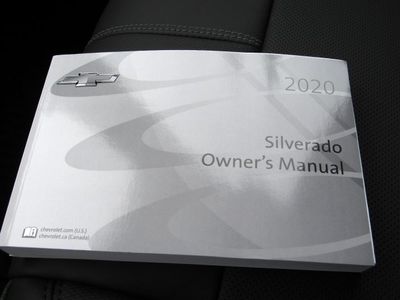 2020
Silverado
Owner's Manual
chevrolet.com (U.S.)
chevrolet.ca (Canada)